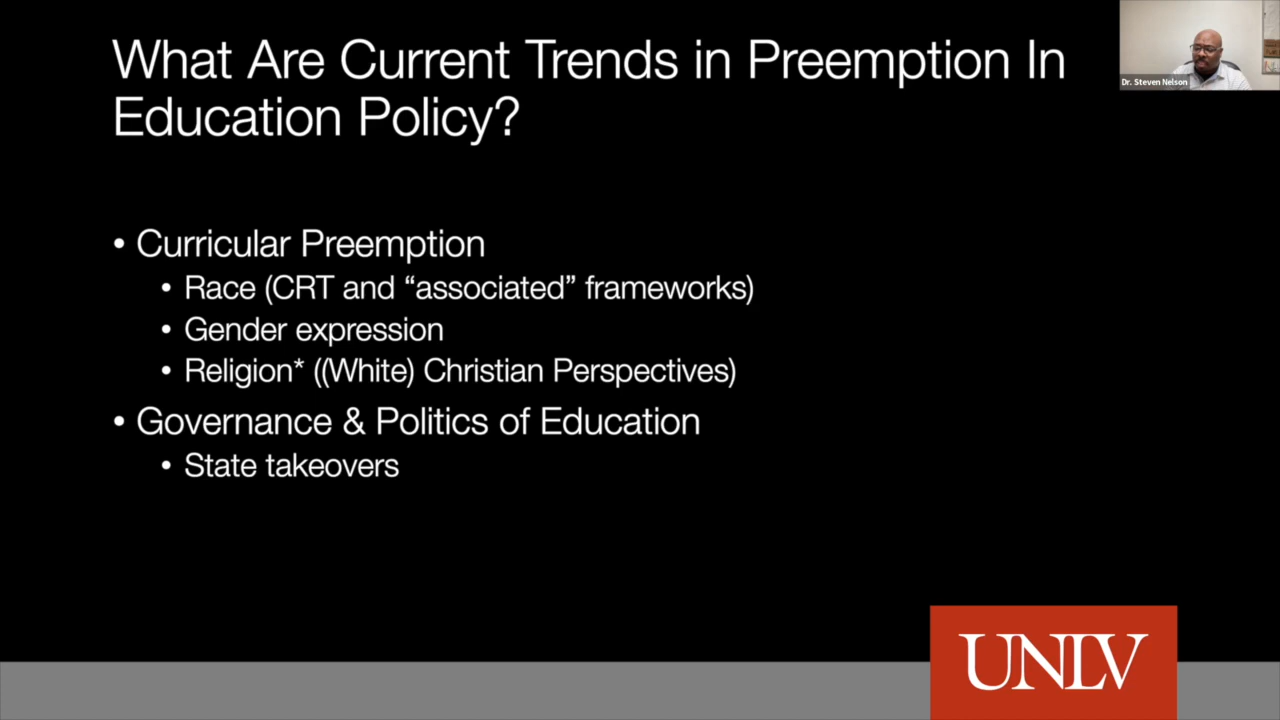 What Are Current Trends in Preemption In
Education Policy?
Dr. Steven Nelson
• Curricular Preemption
• Race (CRT and “associated” frameworks)
• Gender expression
• Religion* ((White) Christian Perspectives)
• Governance & Politics of Education
• State takeovers
UNLV